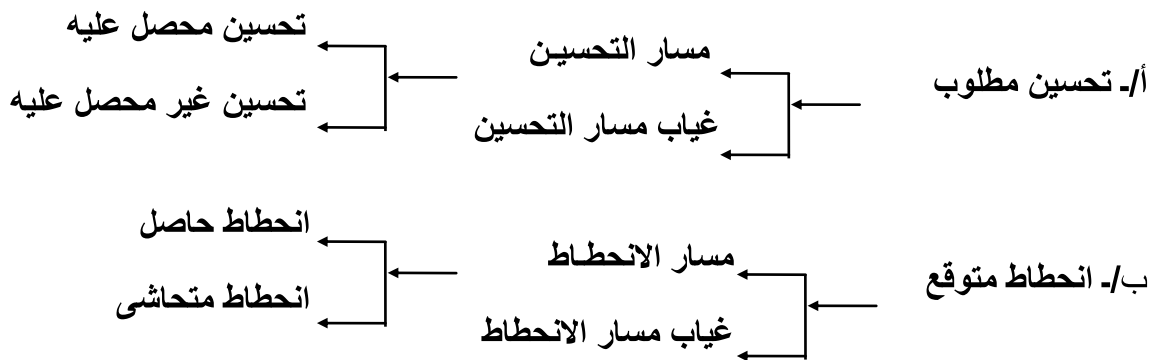 أ/ـ تحسين مطلوب
مسار التحسين
غياب مسار التحسين
تحسين محصل عليه
تحسين غير محصل عليه
ب/ـ انحطاط متوقع
مسار الانحطاط
غياب مسار الانحطاط
انحطاط حاصل
انحطاط متحاشى